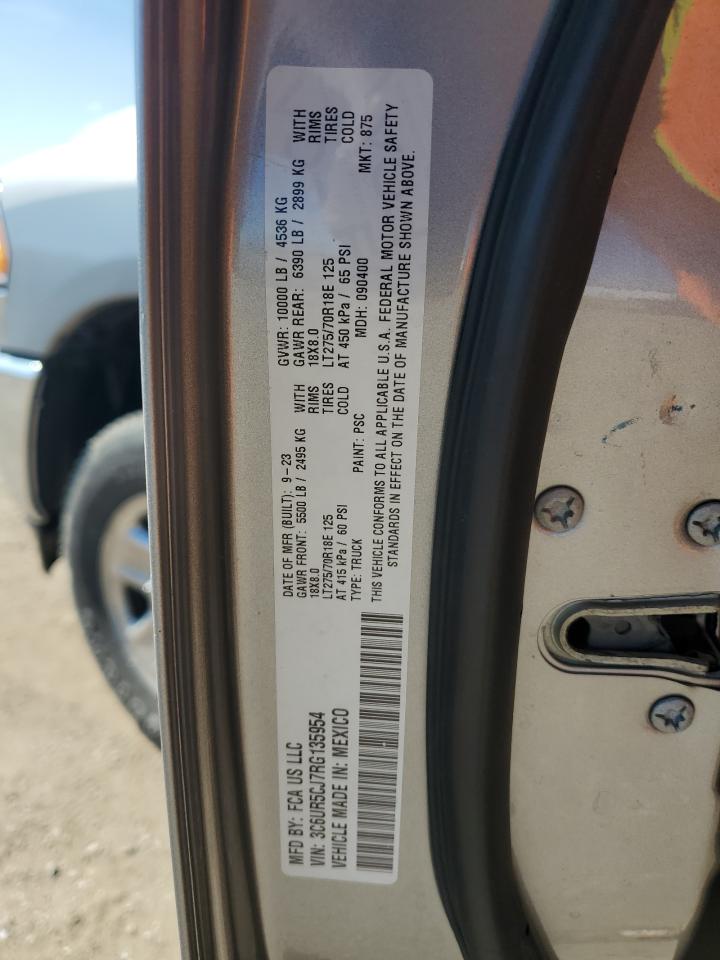 MFD BY: FCA US LLC
VIN: 3C6UR5CJ7RG135954
VEHICLE MADE IN: MEXICO
DATE OF MFR (BUILT): 9-23 GVWR: 10000 LB / 4536 KG
GAWR FRONT: 5500 LB / 2495 KG WITH GAWR REAR: 6390 LB / 2899 KG WITH
18X8.0 RIMS 18X8.0 RIMS
LT275/70R18E 125 TIRES LT275/70R18E 125 TIRES
AT 415 kPa / 60 PSI COLD AT 450 kPa / 65 PSI COLD
TYPE: TRUCK PAINT: PSC MDH: 090400 MKT: 875
THIS VEHICLE CONFORMS TO ALL APPLICABLE U.S.A. FEDERAL MOTOR VEHICLE SAFETY
STANDARDS IN EFFECT ON THE DATE OF MANUFACTURE SHOWN ABOVE.